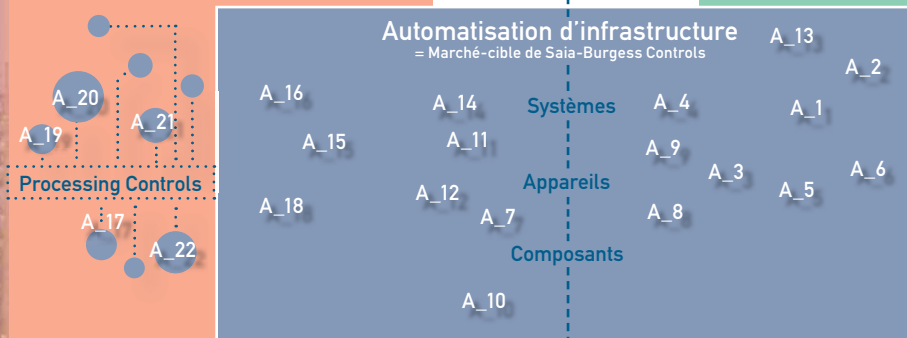 Automatisation d'infrastructure
= Marché-cible de Saia-Burgess Controls
A_13
A_2
A_20
A_16
A_14
Systèmes
A_4
A_1
A_19
A_21
A_15
A_11
A_9
Processing Controls
Appareils
A_3
A_6
A_12
A_5
A_18
A_7
A_8
A_17
A_22
Composants
A_10